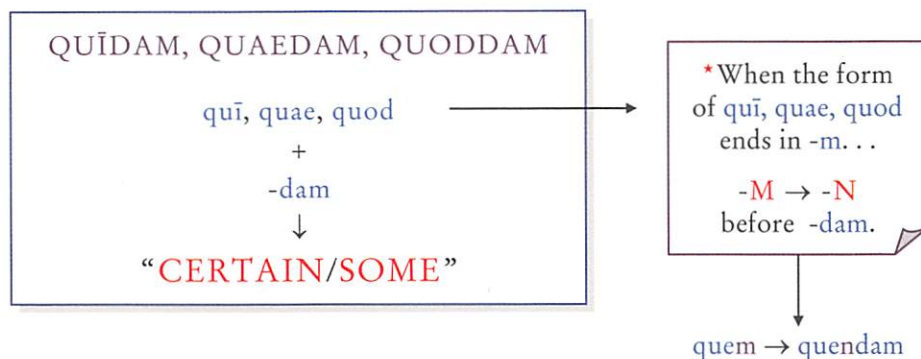 QUĪDAM, QUAEDAM, QUODDAM
quī, quae, quod
+
-dam
↓
“CERTAIN/SOME”
*When the form
of quī, quae, quod
ends in -m. . .
-M → -N
before -dam.
quem → quendam